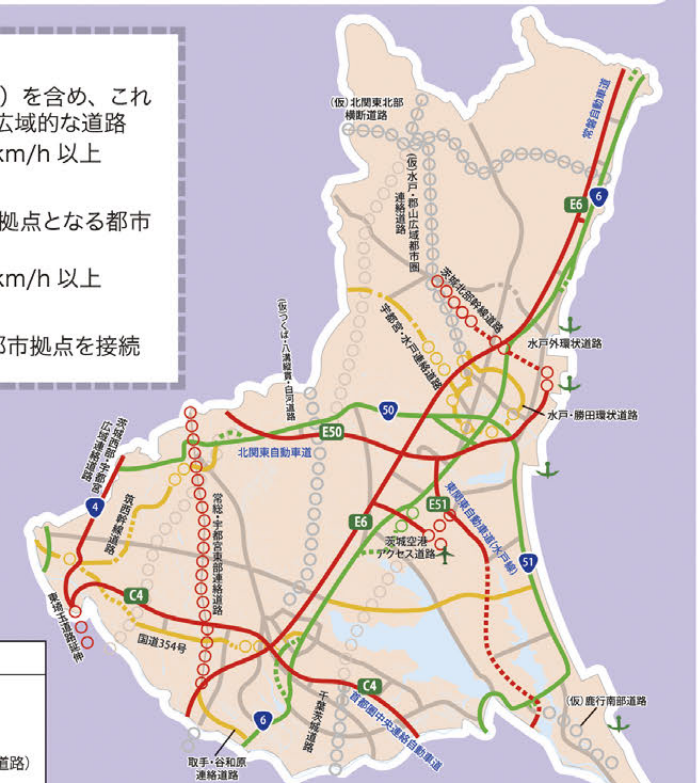 ）を含め、これ
広域的な道路
km/h 以上
拠点となる都市
km/h 以上
都市拠点を接続
道路）
（仮）北関東北部
横断道路
（仮）水戸・郡山広域都市圏
連絡道路
常磐自動車道
E6
6
茨城北部幹線道路
宇都宮・水戸連絡道路
水戸外環状道路
（仮）つくば・八溝縦貫・白河道路
水戸・勝田環状道路
50
E50
北関東自動車道
茨城西部・宇都宮
広域連絡道路
4
筑西幹線道路
常総・宇都宮東部連絡道路
E6
E51
東関東自動車道(水戸線)
茨城空港
アクセス道路
51
C4
東埼玉道路延伸
国道354号
C4
首都圏中央連絡自動車道
千葉茨城道路
6
取手・谷和原
連絡道路
（仮）鹿行南部道路